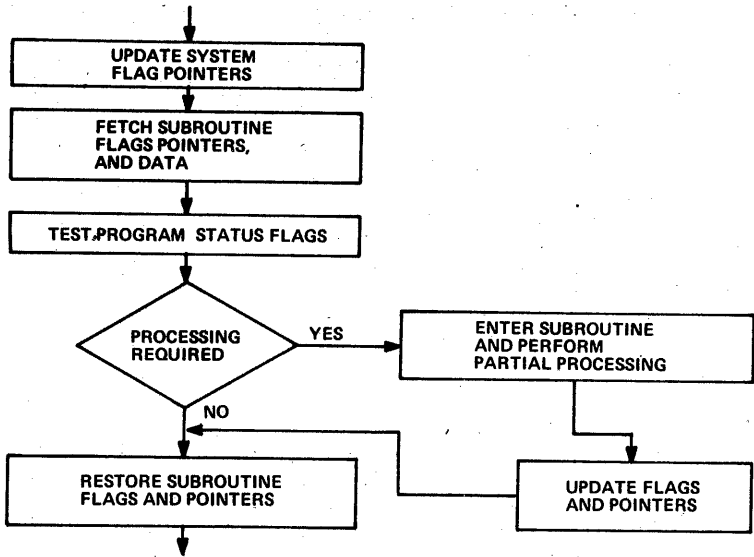 UPDATE SYSTEM
FLAG POINTERS
FETCH SUBROUTINE
FLAGS POINTERS,
AND DATA
TEST PROGRAM STATUS FLAGS
PROCESSING
REQUIRED
YES
ENTER SUBROUTINE
AND PERFORM
PARTIAL PROCESSING
NO
RESTORE SUBROUTINE
FLAGS AND POINTERS
UPDATE FLAGS
AND POINTERS